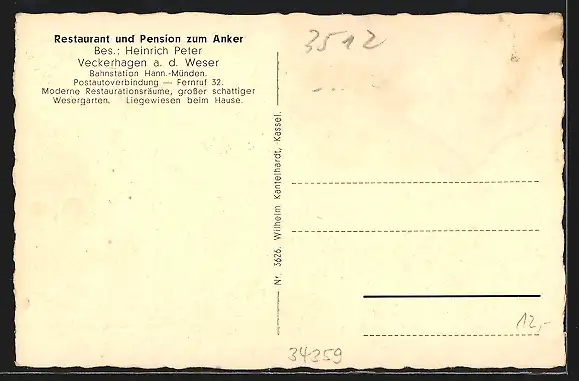 Restaurant und Pension zum Anker
Bes.: Heinrich Peter
Veckerhagen a. d. Weser
Bahnstation Hann.-Münden.
Postautoverbindung — Fernruf 32.
Moderne Restaurationsräume, großer schattiger
Wesergarten. Liegewiesen beim Hause.
3512
Nr. 3626. Wilhelm Kantelhardt, Kassel.
12,-
34359